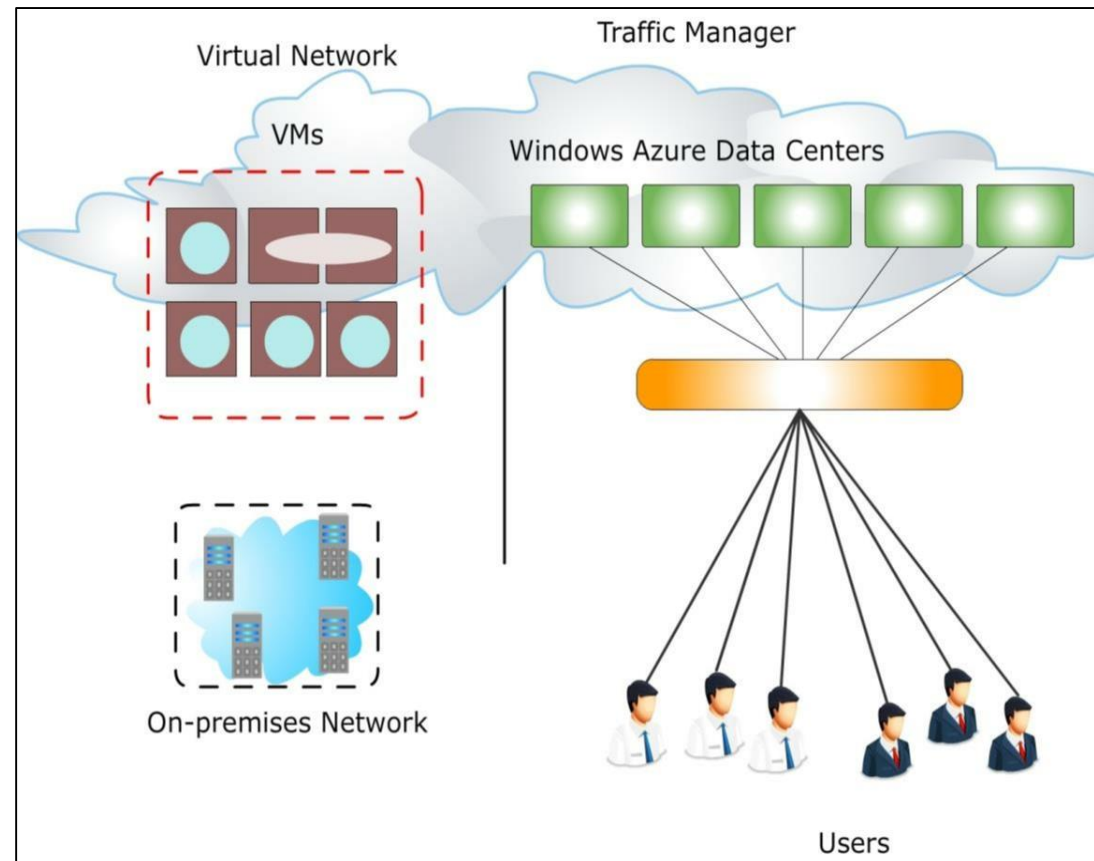 Virtual Network
Traffic Manager
VMs
Windows Azure Data Centers
On-premises Network
Users